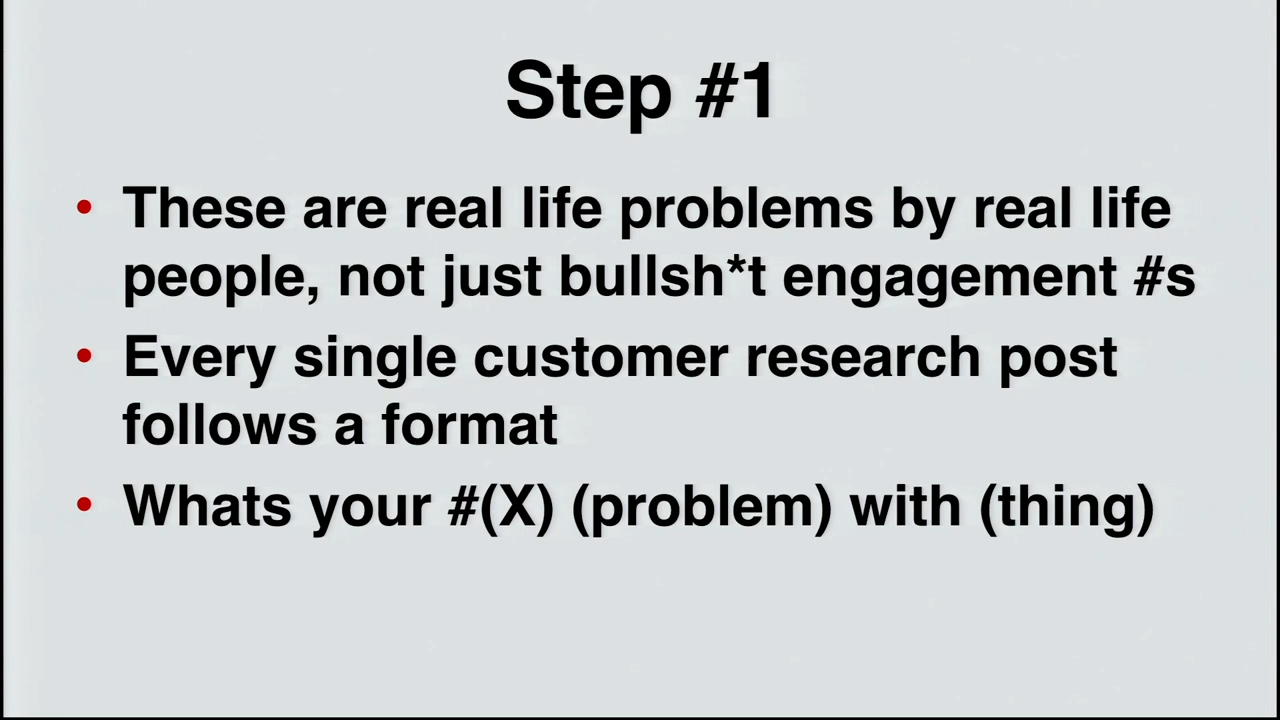 Step #1
• These are real life problems by real life
people, not just bullsh*t engagement #s
• Every single customer research post
follows a format
• Whats your #(X) (problem) with (thing)